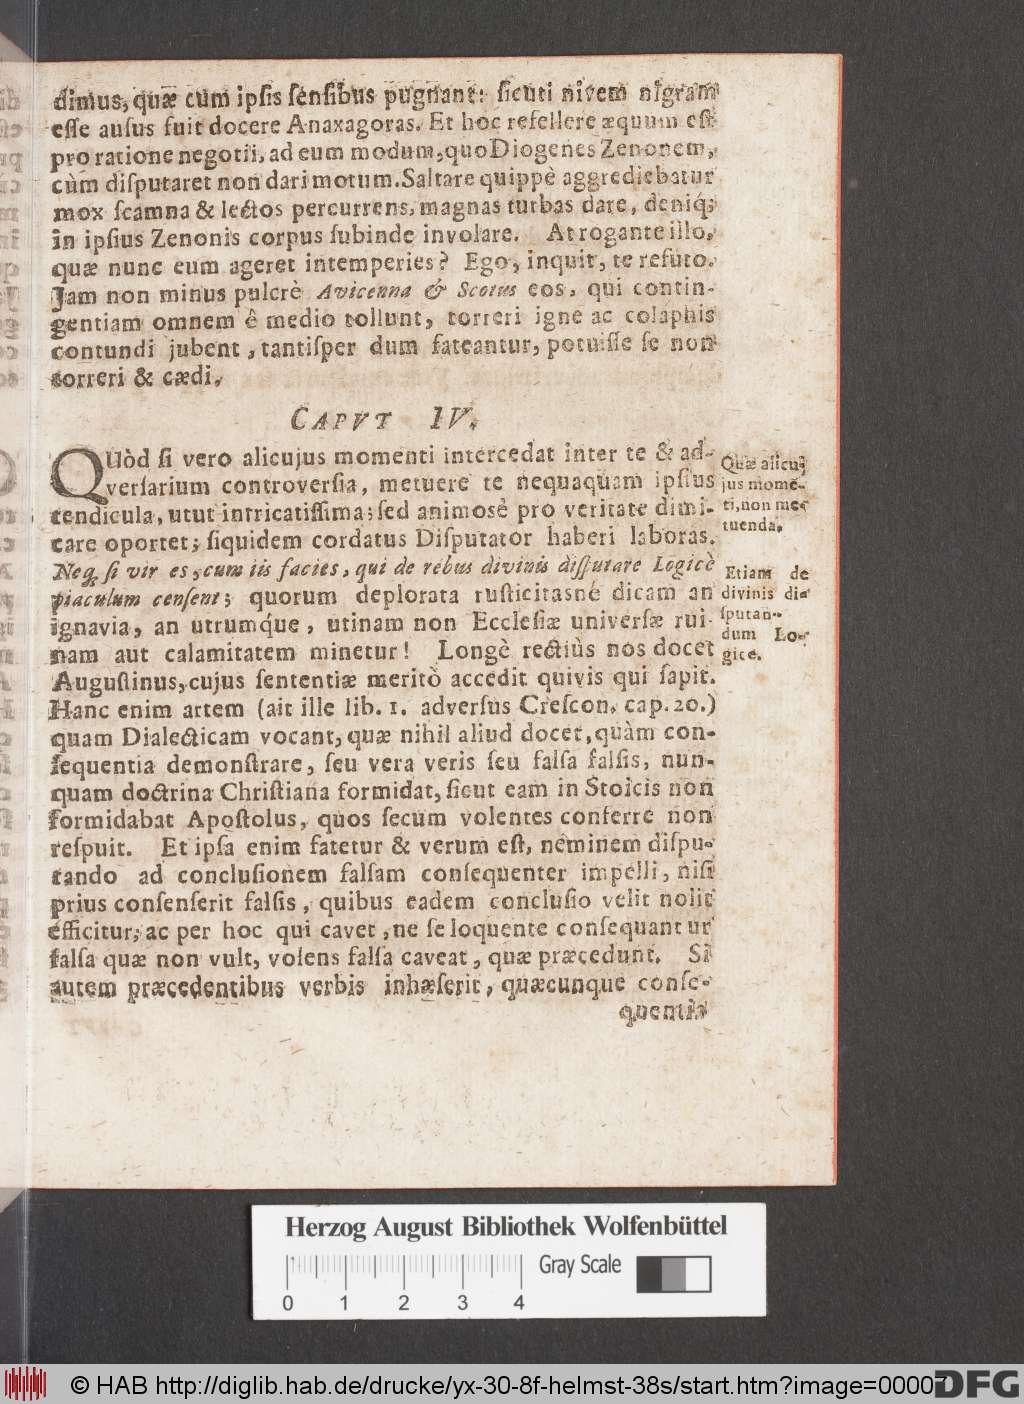 dimus, quæ cum ipſis ſenſibus pugnant: ſicuti nivem nigram
eſſe auſus fuit docere Anaxagoras. Et hoc refellere æquum eſt
pro ratione negotii, ad eum modum, quo Diogenes Zenonem,
cùm diſputaret non dari motum. Saltare quippè aggrediebatur
mox ſcamna & lectos percurrens, magnas turbas dare, deniq;
in ipſius Zenonis corpus ſubinde involare. At rogante illo,
quæ nunc eum ageret intemperies? Ego, inquit, te refuto.
Jam non minus pulcrè Avicenna & Scotus eos, qui contin-
gentiam omnem ê medio tollunt, torreri igne ac colaphis
contundi jubent, tantiſper dum fateantur, potuiſſe ſe non
torreri & cædi.
CAPVT IV.
QUòd ſi vero alicujus momenti intercedat inter te & ad-
verſarium controverſia, metuere te nequaquam ipſius
tendicula, utut intricatiſſima; ſed animosè pro veritate dimi-
care oportet; ſiquidem cordatus Diſputator haberi laboras.
Neq; ſi vir es, cum iis facies, qui de rebus divinis diſputare Logicè
piaculum cenſent; quorum deplorata ruſticitasné dicam an
ignavia, an utrumq́ue, utinam non Eccleſiæ univerſæ rui-
nam aut calamitatem minetur! Longè rectiùs nos docet
Auguſtinus, cujus ſententiæ meritò accedit quivis qui ſapit.
Hanc enim artem (ait ille lib. 1. adverſus Creſcon. cap. 20.)
quam Dialecticam vocant, quæ nihil aliud docet, quàm con-
ſequentia demonſtrare, ſeu vera veris ſeu falſa falſis, nun-
quam doctrina Chriſtiana formidat, ſicut eam in Stoicis non
formidabat Apoſtolus, quos ſecum volentes conferre non
reſpuit. Et ipſa enim fatetur & verum eſt, neminem diſpu-
tando ad concluſionem falſam conſequenter impelli, niſi
prius conſenſerit falſis, quibus eadem concluſio velit nolit
efficitur, ac per hoc qui cavet, ne ſe loquente conſequantur
falſa quæ non vult, volens falſa caveat, quæ præcedunt. Si
autem præcedentibus verbis inhæſerit, quæcunque conſe-
quentia
Quæ alicu-
jus momē-
ti, non me-
tuenda.
Etiam de
divinis di-
ſputan-
dum Lo-
gicè.
Herzog August Bibliothek Wolfenbüttel
Gray Scale
0 1 2 3 4
© HAB http://diglib.hab.de/drucke/yx-30-8f-helmst-38s/start.htm?image=00007
DFG